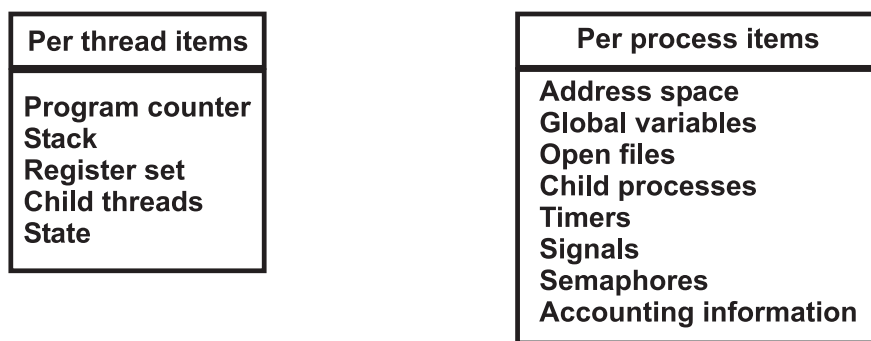 Per thread items
Program counter
Stack
Register set
Child threads
State
Per process items
Address space
Global variables
Open files
Child processes
Timers
Signals
Semaphores
Accounting information